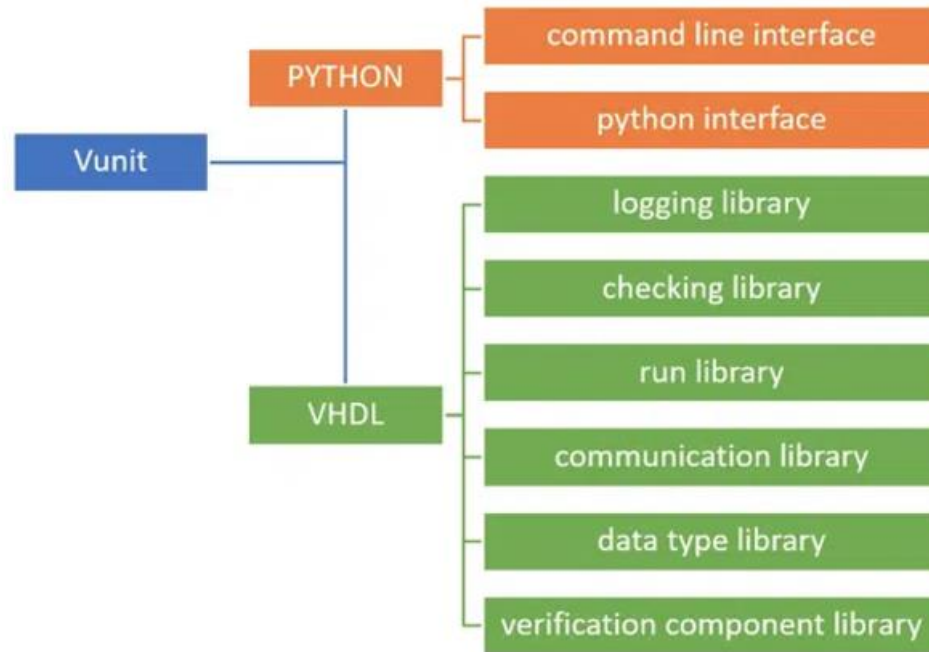 command line interface
PYTHON
python interface
Vunit
logging library
checking library
run library
VHDL
communication library
data type library
verification component library